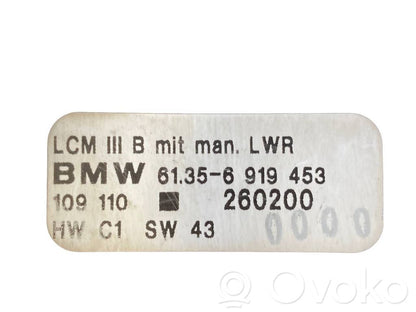 LCM III B mit man. LWR
BMW 61.35-6 919 453
109 110 260200
HW C1 SW 43 0000
Ovoko